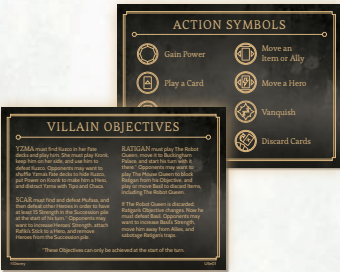 ACTION SYMBOLS
Gain Power
Move an
Item or Ally
Play a Card
Move a Hero
Vanquish
Discard Cards
VILLAIN OBJECTIVES
YZMA must find Kuzco in her Fate
decks and play him. She must play Kronk,
keep him on her side, and use him to
defeat Kuzco. Opponents may want to
shuffle Yzma's Fate decks to hide Kuzco,
put Power on Kronk to make him a Hero,
and distract Yzma with Tipo and Chaca.
SCAR must find and defeat Mufasa, and
then defeat other Heroes in order to have
at least 15 Strength in the Succession pile
at the start of his turn.* Opponents may
want to increase Heroes' Strength, attach
Rafiki's Stick to a Hero, and remove
Heroes from the Succession pile.
RATIGAN must play The Robot
Queen, move it to Buckingham
Palace, and start his turn with it
there.* Opponents may want to
play The Mouse Queen to block
Ratigan from his Objective, and
play or move Basil to discard Items,
including The Robot Queen.
If The Robot Queen is discarded,
Ratigan's Objective changes. Now he
must defeat Basil. Opponents may
want to increase Basil's Strength,
move him away from Allies, and
sabotage Ratigan's traps.
*These Objectives can only be achieved at the start of the turn.
©Disney